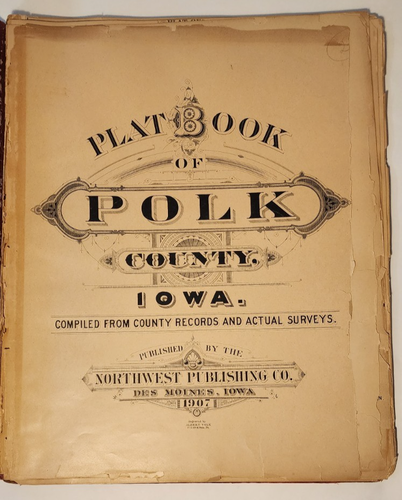 PLAT BOOK
OF
POLK
COUNTY,
IOWA.
COMPILED FROM COUNTY RECORDS AND ACTUAL SURVEYS.
PUBLISHED BY THE
NORTHWEST PUBLISHING CO.
DES MOINES, IOWA
1907